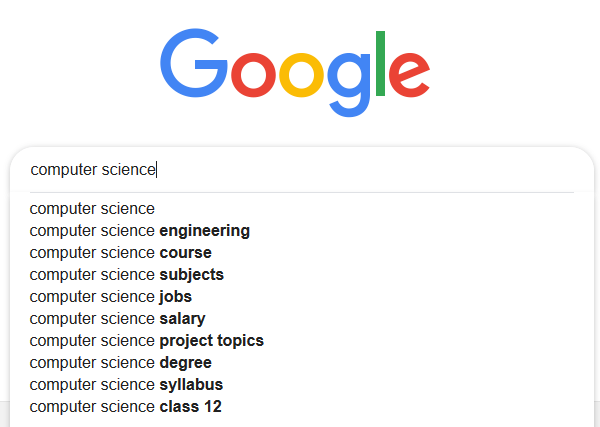 Google
computer science
computer science
computer science engineering
computer science course
computer science subjects
computer science jobs
computer science salary
computer science project topics
computer science degree
computer science syllabus
computer science class 12